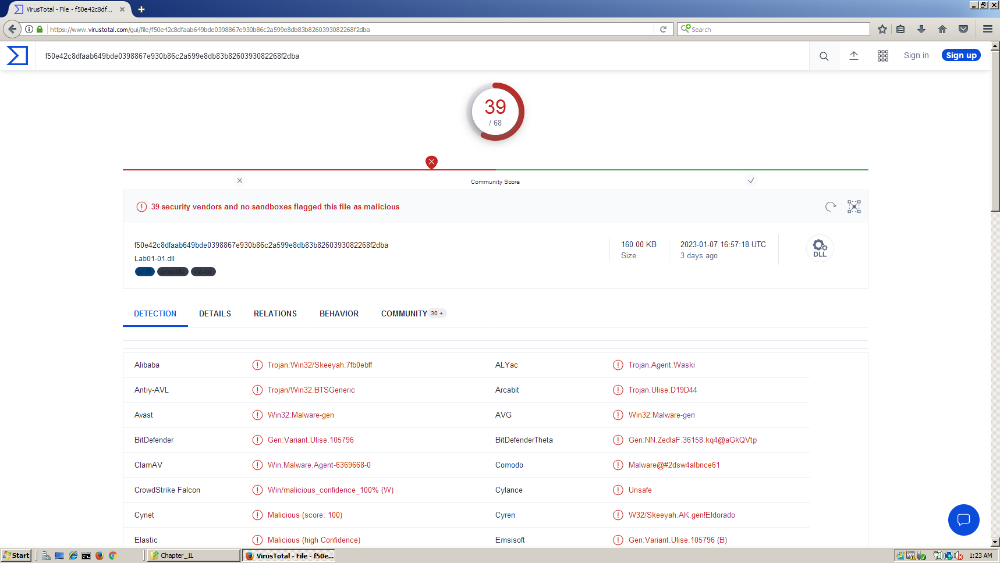 VirusTotal - File - f50e42c8df...
https://www.virustotal.com/gui/file/f50e42c8dfaab649bde0398867e930b86c2a599e8db83b8260393082268f2dba
Search
f50e42c8dfaab649bde0398867e930b86c2a599e8db83b8260393082268f2dba
Sign in
Sign up
39
/ 68
Community Score
39 security vendors and no sandboxes flagged this file as malicious
f50e42c8dfaab649bde0398867e930b86c2a599e8db83b8260393082268f2dba
Lab01-01.dll
pedll armadillo via-tor
160.00 KB
Size
2023-01-07 16:57:18 UTC
3 days ago
DLL
DETECTION DETAILS RELATIONS BEHAVIOR COMMUNITY 30 +
Alibaba Trojan:Win32/Skeeyah.7fb0ebff ALYac Trojan.Agent.Waski
Antiy-AVL Trojan/Win32.BTSGeneric Arcabit Trojan.Ulise.D19D44
Avast Win32:Malware-gen AVG Win32:Malware-gen
BitDefender Gen:Variant.Ulise.105796 BitDefenderTheta Gen:NN.ZedlaF.36158.kq4@aGkQVtp
ClamAV Win.Malware.Agent-6369668-0 Comodo Malware@#2dsw4albnce61
CrowdStrike Falcon Win/malicious_confidence_100% (W) Cylance Unsafe
Cynet Malicious (score: 100) Cyren W32/Skeeyah.AK.gen!Eldorado
Elastic Malicious (high Confidence) Emsisoft Gen:Variant.Ulise.105796 (B)
Start Chapter_1L VirusTotal - File - f50e... 1:23 AM